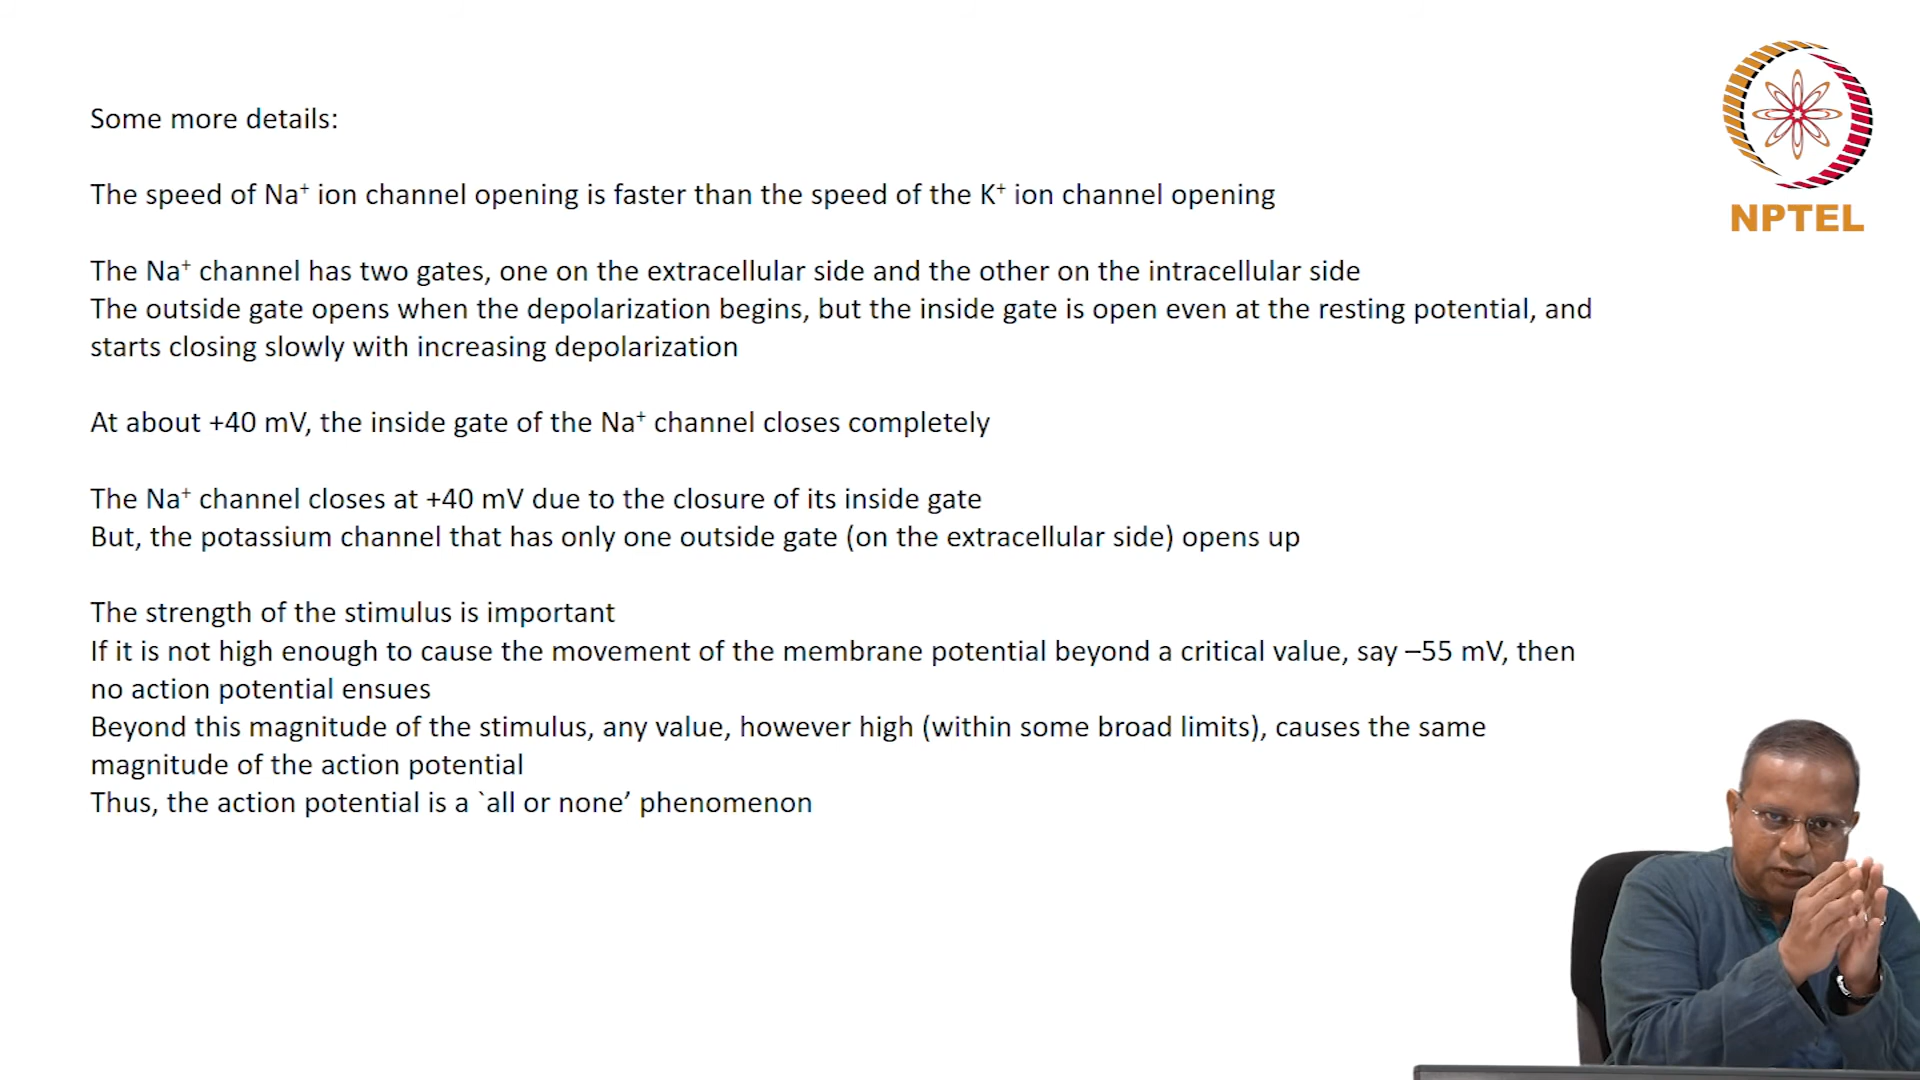 Some more details:
The speed of Na⁺ ion channel opening is faster than the speed of the K⁺ ion channel opening
The Na⁺ channel has two gates, one on the extracellular side and the other on the intracellular side
The outside gate opens when the depolarization begins, but the inside gate is open even at the resting potential, and
starts closing slowly with increasing depolarization
At about +40 mV, the inside gate of the Na⁺ channel closes completely
The Na⁺ channel closes at +40 mV due to the closure of its inside gate
But, the potassium channel that has only one outside gate (on the extracellular side) opens up
The strength of the stimulus is important
If it is not high enough to cause the movement of the membrane potential beyond a critical value, say –55 mV, then
no action potential ensues
Beyond this magnitude of the stimulus, any value, however high (within some broad limits), causes the same
magnitude of the action potential
Thus, the action potential is a `all or none’ phenomenon
NPTEL